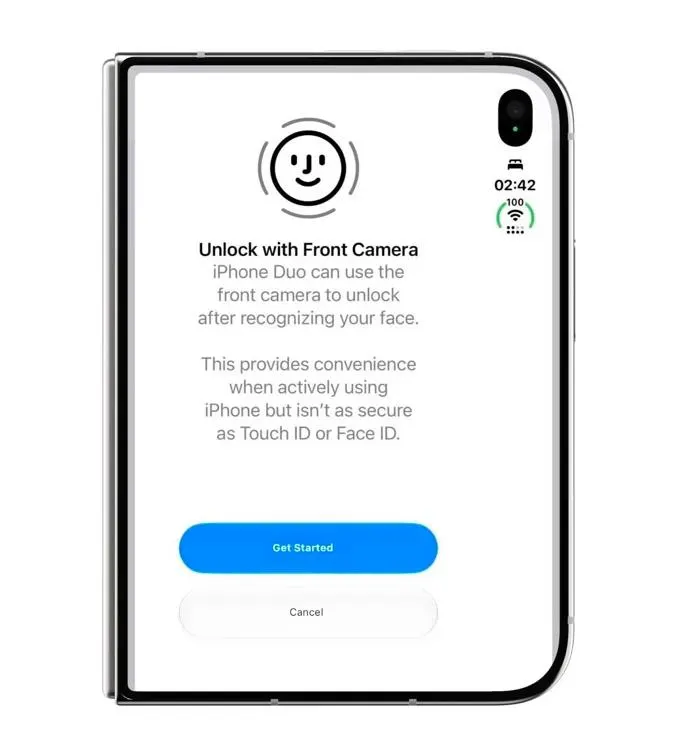 02:42
100
Unlock with Front Camera
iPhone Duo can use the
front camera to unlock
after recognizing your face.
This provides convenience
when actively using
iPhone but isn’t as secure
as Touch ID or Face ID.
Get Started
Cancel